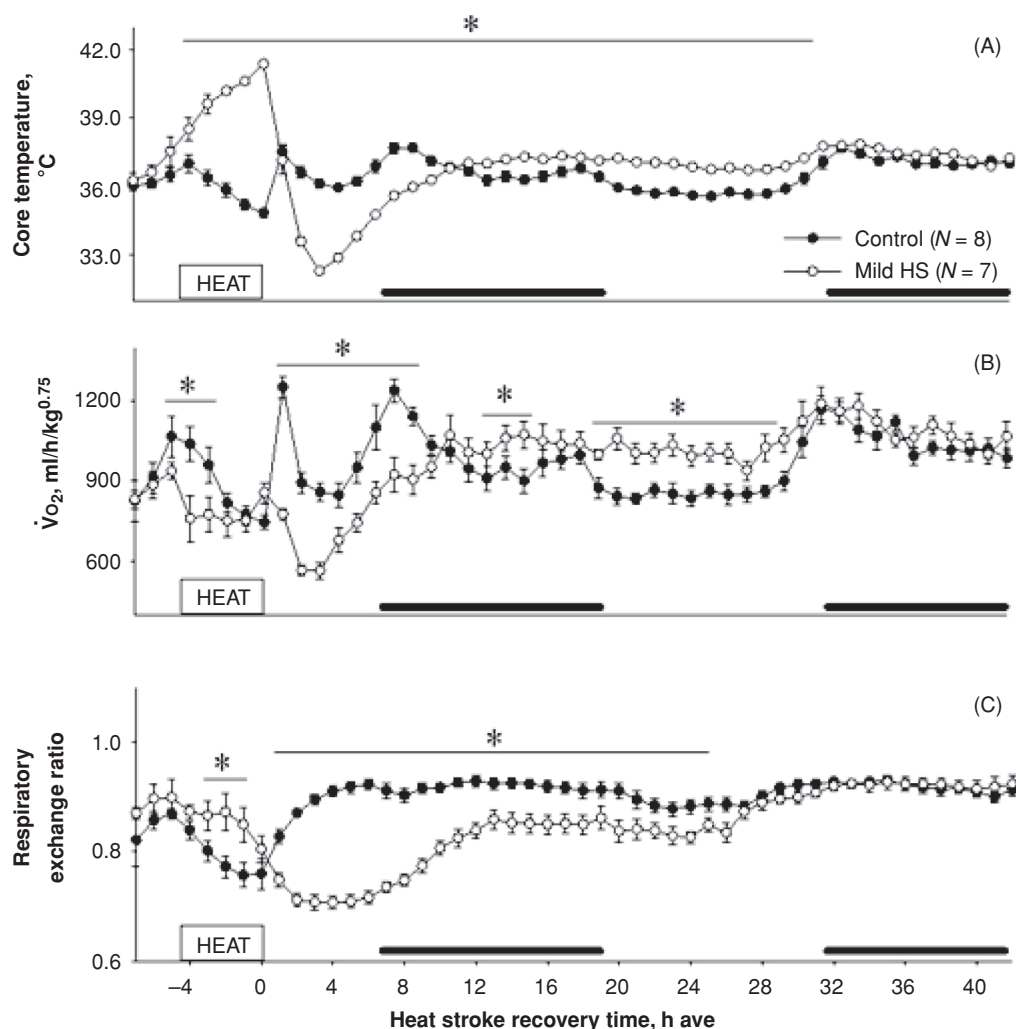 *
(A)
42.0
39.0
36.0
33.0
Core temperature,
°C
Control (N = 8)
Mild HS (N = 7)
HEAT
(B)
*
*
*
*
1200
900
600
V̇o2, ml/h/kg0.75
HEAT
(C)
*
*
1.0
0.8
0.6
Respiratory
exchange ratio
HEAT
–4 0 4 8 12 16 20 24 28 32 36 40
Heat stroke recovery time, h ave